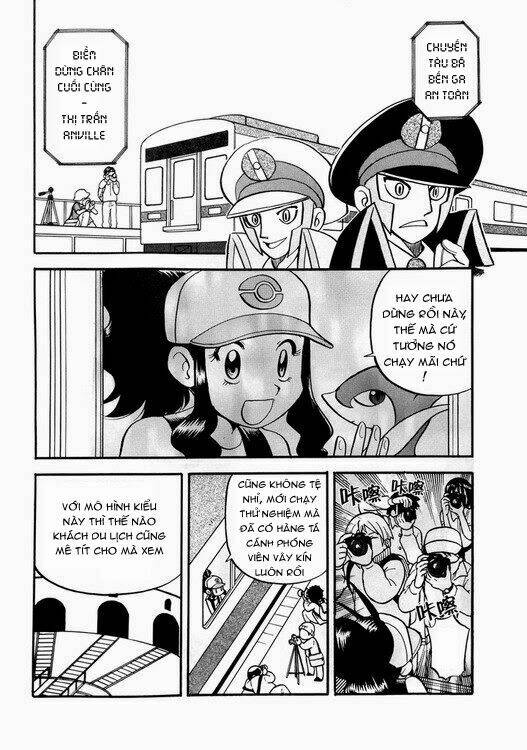 CHUYẾN
TÀU ĐÃ
ĐẾN GA
AN TOÀN
ĐIỂM
DỪNG CHÂN
CUỐI CÙNG
-
THỊ TRẤN
ANVILLE
HAY CHƯA
DỪNG RỒI NÀY,
THẾ MÀ CỨ
TƯỞNG NÓ
CHẠY MÃI CHỨ
!
VỚI MÔ HÌNH KIỂU
NÀY THÌ THẾ NÀO
KHÁCH DU LỊCH CŨNG
MÊ TÍT CHO MÀ XEM
CŨNG KHÔNG TỆ
NHỈ, MỚI CHẠY
THỬ NGHIỆM MÀ
ĐÃ CÓ HÀNG TÁ
CÁNH PHÓNG
VIÊN VÂY KÍN
LUÔN RỒI
咔嚓
咔嚓
咔嚓